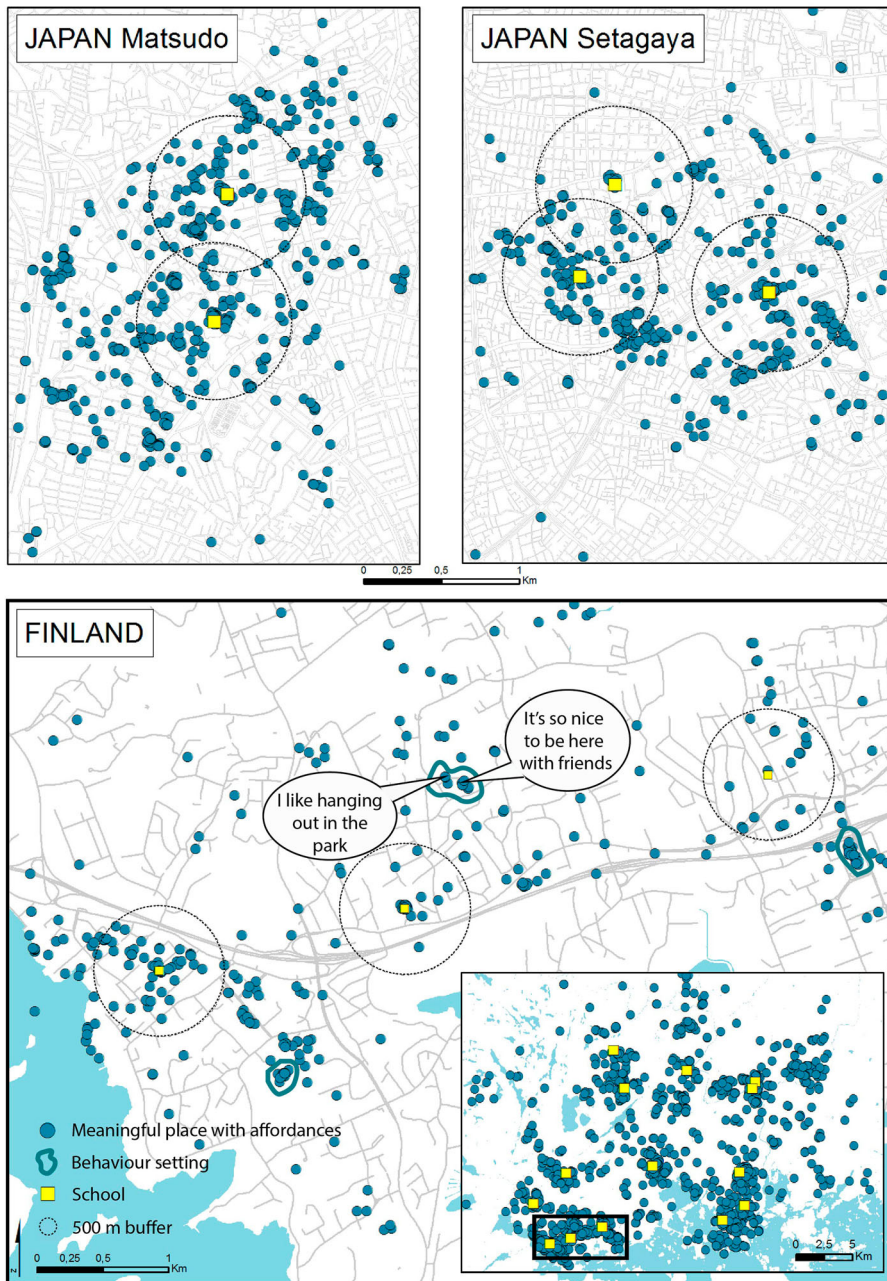 JAPAN Matsudo
JAPAN Setagaya
0 0,25 0,5 1
Km
FINLAND
It's so nice
to be here
with friends
I like hanging
out in the
park
Meaningful place with affordances
Behaviour setting
School
500 m buffer
z
0 0,5 1
Km
0 2,5 5
Km